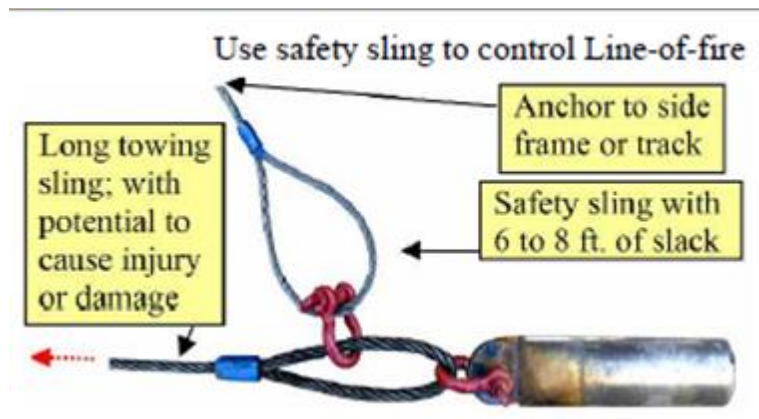 Use safety sling to control Line-of-fire
Anchor to side
frame or track
Long towing
sling; with
potential to
cause injury
or damage
Safety sling with
6 to 8 ft. of slack